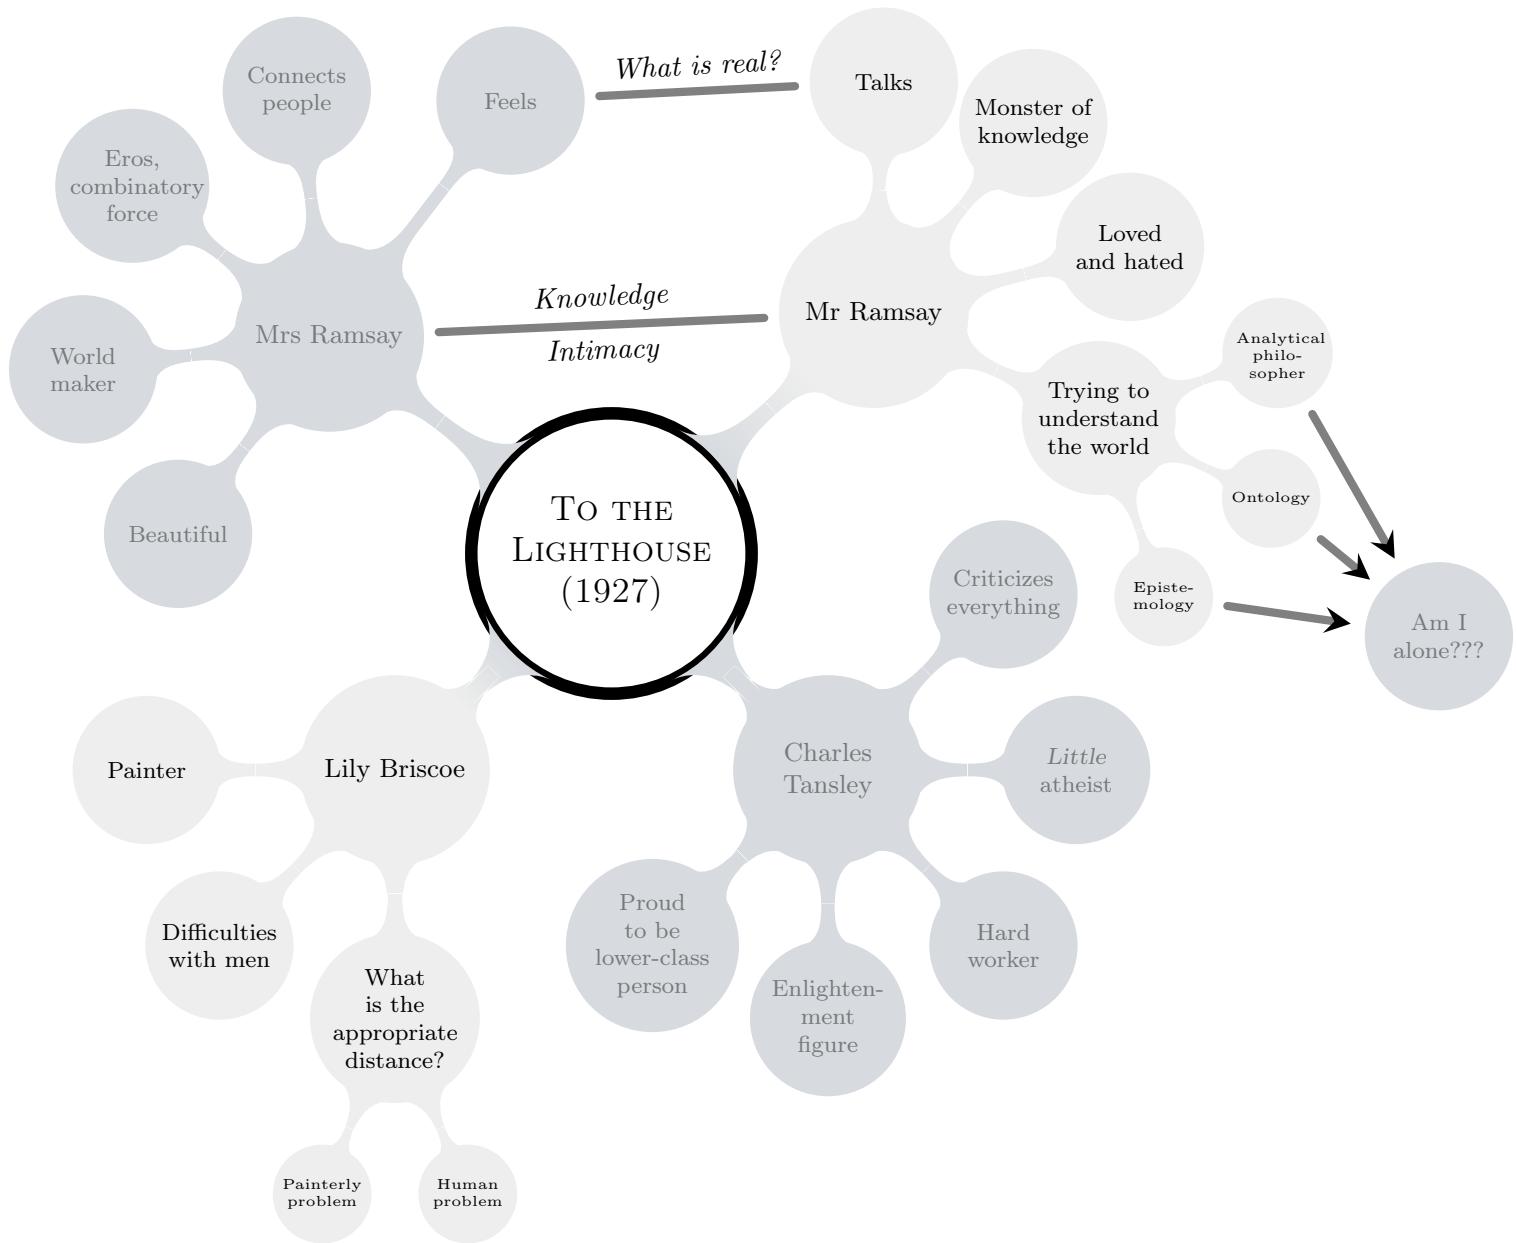 Connects
people
Feels
What is real?
Talks
Monster of
knowledge
Eros,
combinatory
force
Loved
and hated
Mrs Ramsay
Knowledge
Intimacy
Mr Ramsay
World
maker
Analytical
philo-
sopher
Trying to
understand
the world
Ontology
Beautiful
To the
Lighthouse
(1927)
Criticizes
everything
Episte-
mology
Am I
alone???
Painter
Lily Briscoe
Charles
Tansley
Little
atheist
Difficulties
with men
What
is the
appropriate
distance?
Proud
to be
lower-class
person
Enlighten-
ment
figure
Hard
worker
Painterly
problem
Human
problem